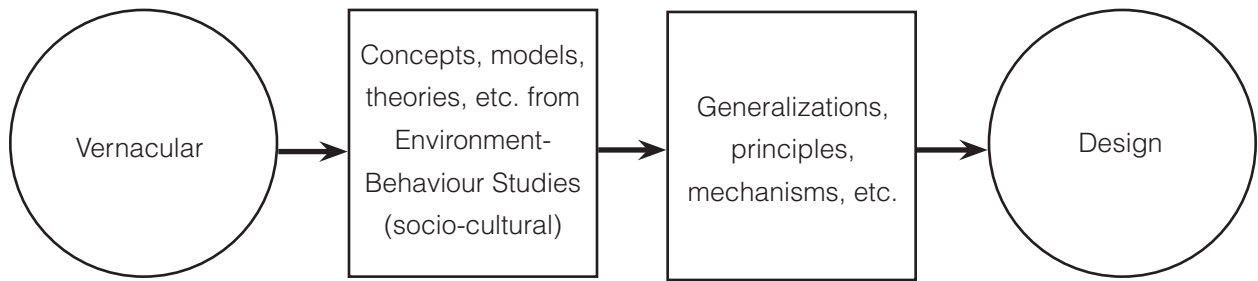 Vernacular
Concepts, models,
theories, etc. from
Environment-
Behaviour Studies
(socio-cultural)
Generalizations,
principles,
mechanisms, etc.
Design